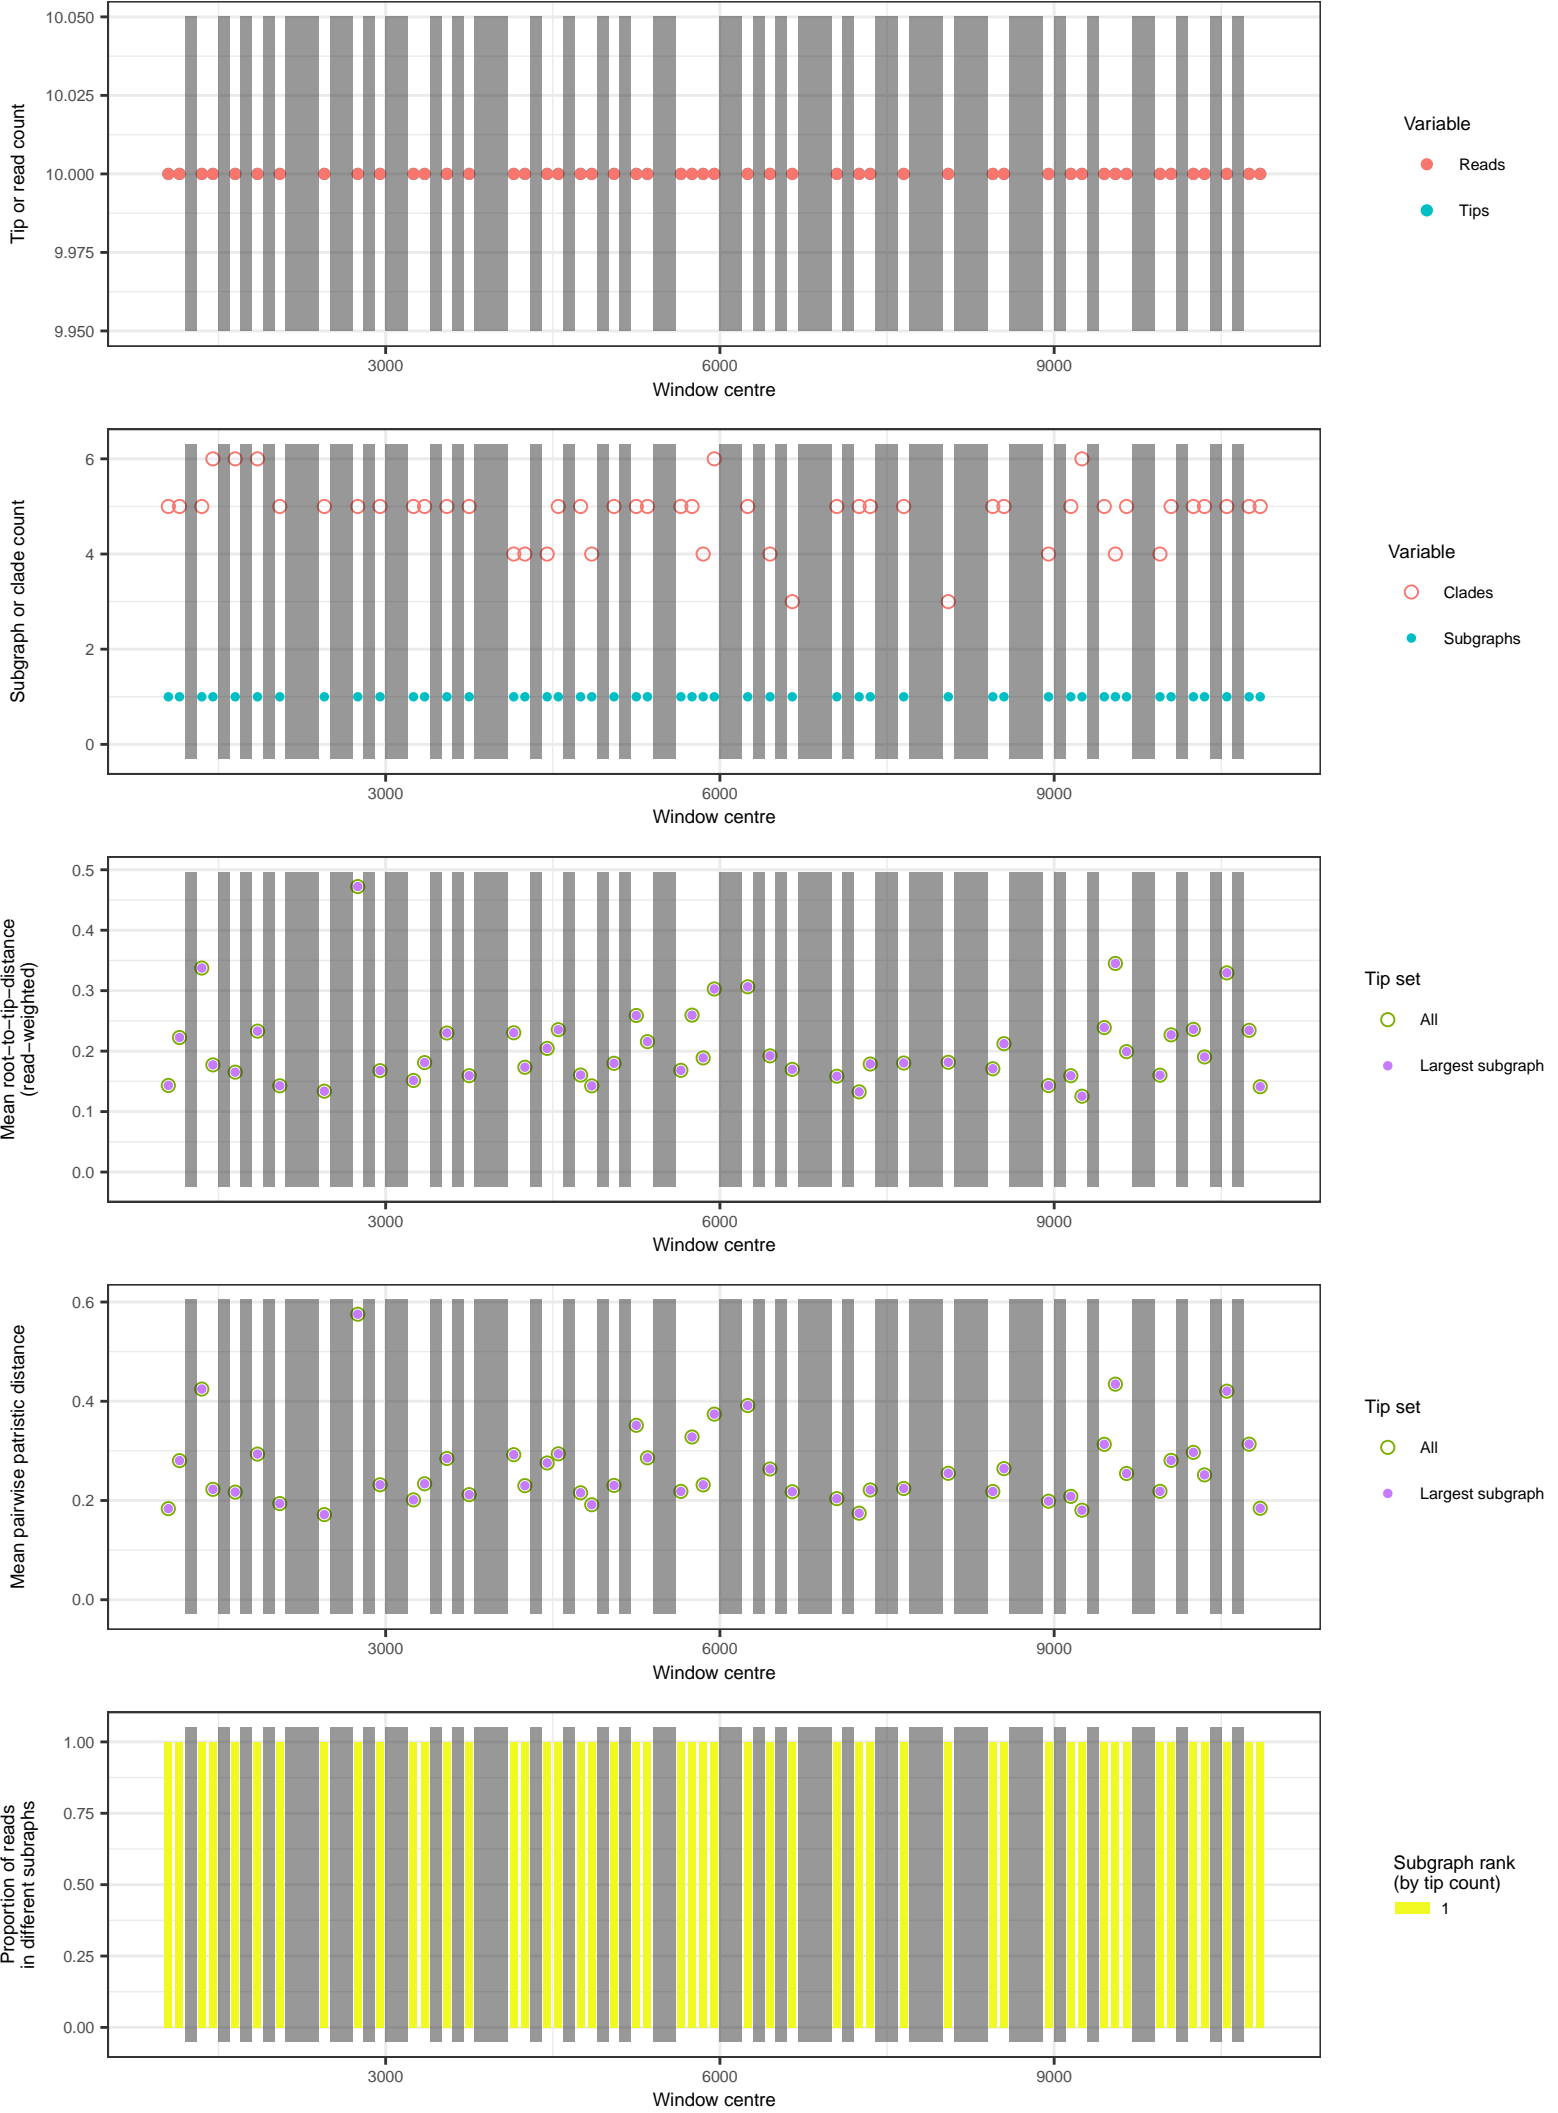 10.050
10.025
10.000
9.975
9.950
Tip or read count
3000
6000
9000
Window centre
Variable
Reads
Tips
6
4
2
0
Subgraph or clade count
3000
6000
9000
Window centre
Variable
Clades
Subgraphs
0.5
0.4
0.3
0.2
0.1
0.0
Mean root−to−tip−distance
(read−weighted)
3000
6000
9000
Window centre
Tip set
All
Largest subgraph
0.6
0.4
0.2
0.0
Mean pairwise patristic distance
3000
6000
9000
Window centre
Tip set
All
Largest subgraph
1.00
0.75
0.50
0.25
0.00
Proportion of reads
in different subraphs
3000
6000
9000
Window centre
Subgraph rank
(by tip count)
1